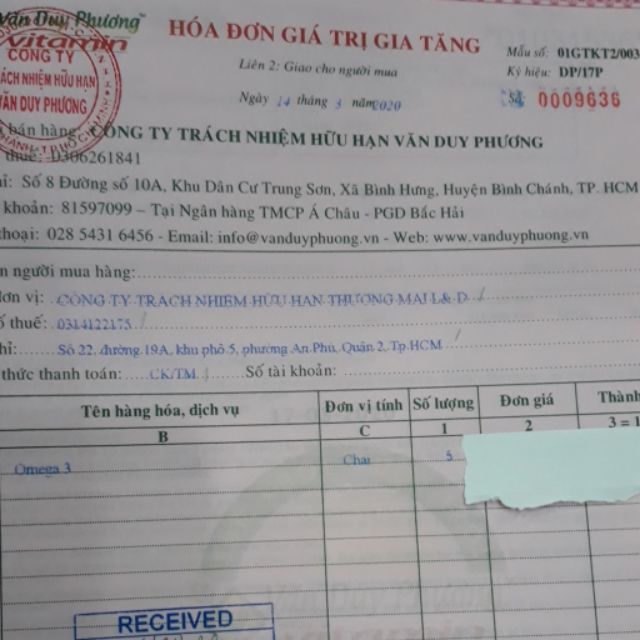 Văn Duy Phương
Vitamin
CÔNG TY
TRÁCH NHIỆM HỮU HẠN
VĂN DUY PHƯƠNG
HÓA ĐƠN GIÁ TRỊ GIA TĂNG
Liên 2: Giao cho người mua
Ngày 14 tháng 3 năm 2020
Mẫu số: 01GTKT2/003
Ký hiệu: DP/17P
Số: 0009636
bán hàng: CÔNG TY TRÁCH NHIỆM HỮU HẠN VĂN DUY PHƯƠNG
thuế: 0306261841
hỉ: Số 8 Đường số 10A, Khu Dân Cư Trung Sơn, Xã Bình Hưng, Huyện Bình Chánh, TP. HCM
khoản: 81597099 – Tại Ngân hàng TMCP Á Châu - PGD Bắc Hải
thoại: 028 5431 6456 - Email: info@vanduyphuong.vn - Web: www.vanduyphuong.vn
n người mua hàng:
đơn vị: CÔNG TY TRÁCH NHIỆM HỮU HẠN THƯƠNG MẠI L & D
ố thuế: 0314122175
hỉ: Số 22, đường 19A, khu phố 5, phường An Phú, Quận 2, Tp.HCM
thức thanh toán: CK/TM Số tài khoản:
Tên hàng hóa, dịch vụ Đơn vị tính Số lượng Đơn giá Thành
B C 1 2 3 = 1
Omega 3 Chai 5
Văn Duy Phương
RECEIVED